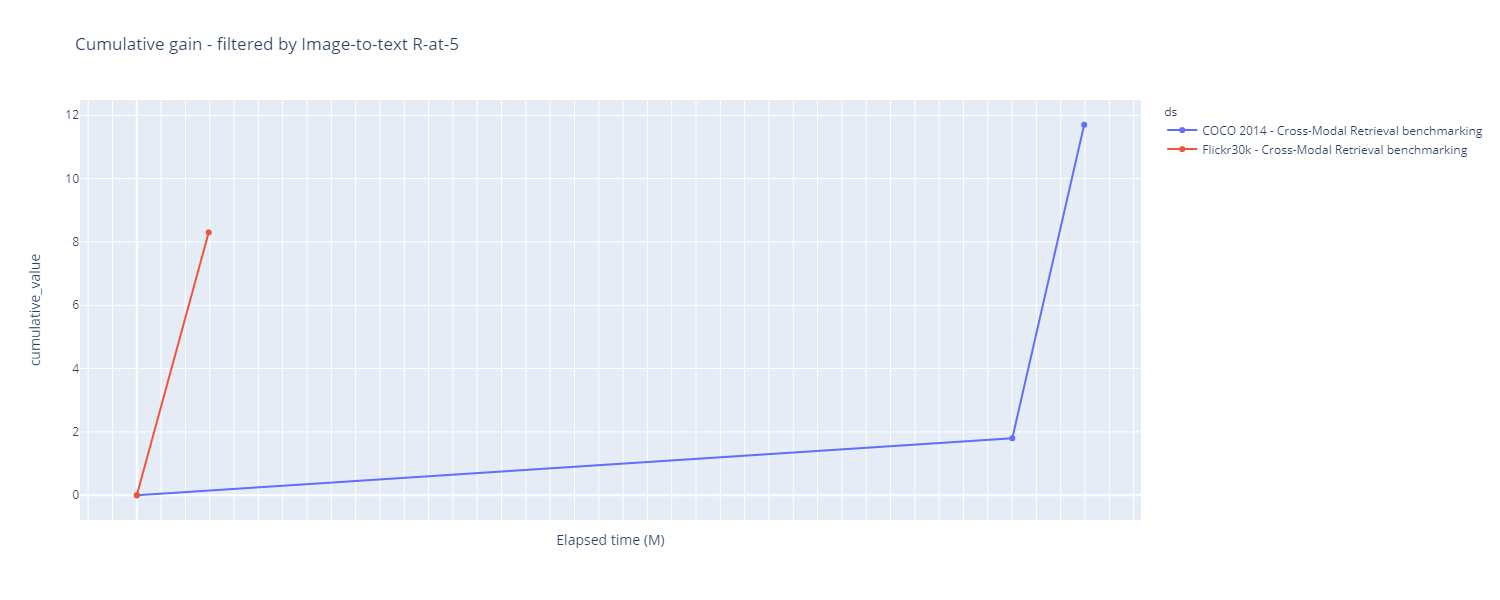 Cumulative gain - filtered by Image-to-text R-at-5
12
10
8
6
4
2
0
cumulative_value
Elapsed time (M)
ds
COCO 2014 - Cross-Modal Retrieval benchmarking
Flickr30k - Cross-Modal Retrieval benchmarking